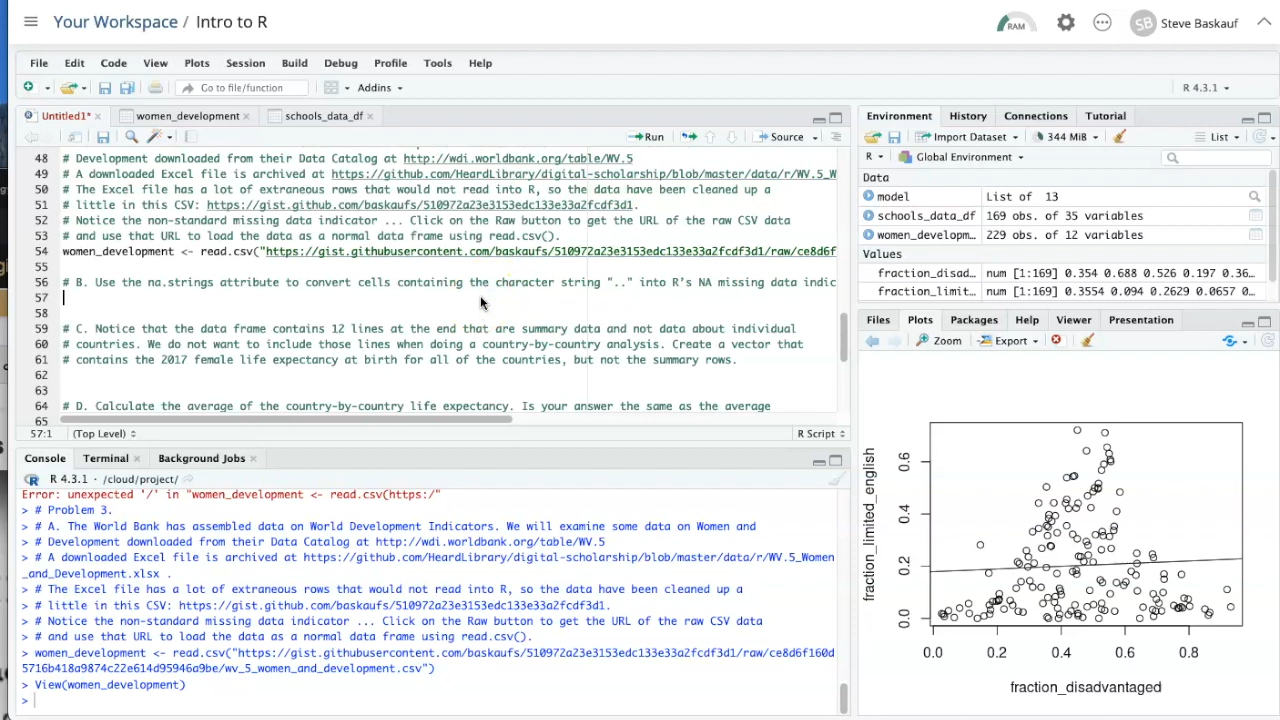 Your Workspace / Intro to R
RAM
SB Steve Baskauf
File Edit Code View Plots Session Build Debug Profile Tools Help
Go to file/function
Addins
R 4.3.1
Untitled1*
women_development
schools_data_df
Run
Source
48 # Development downloaded from their Data Catalog at http://wdi.worldbank.org/table/WV.5
49 # A downloaded Excel file is archived at https://github.com/HeardLibrary/digital-scholarship/blob/master/data/r/WV.5_W
50 # The Excel file has a lot of extraneous rows that would not read into R, so the data have been cleaned up a
51 # little in this CSV: https://gist.github.com/baskaufs/510972a23e3153edc133e33a2fcdf3d1.
52 # Notice the non-standard missing data indicator ... Click on the Raw button to get the URL of the raw CSV data
53 # and use that URL to load the data as a normal data frame using read.csv().
54 women_development <- read.csv("https://gist.githubusercontent.com/baskaufs/510972a23e3153edc133e33a2fcdf3d1/raw/ce8d6f
55
56 # B. Use the na.strings attribute to convert cells containing the character string ".." into R's NA missing data indic
57
58
59 # C. Notice that the data frame contains 12 lines at the end that are summary data and not data about individual
60 # countries. We do not want to include those lines when doing a country-by-country analysis. Create a vector that
61 # contains the 2017 female life expectancy at birth for all of the countries, but not the summary rows.
62
63
64 # D. Calculate the average of the country-by-country life expectancy. Is your answer the same as the average
65
57:1 (Top Level) R Script
Console Terminal Background Jobs
R 4.3.1 · /cloud/project/
Error: unexpected '/' in "women_development <- read.csv(https:/"
> # Problem 3.
> # A. The World Bank has assembled data on World Development Indicators. We will examine some data on Women and
> # Development downloaded from their Data Catalog at http://wdi.worldbank.org/table/WV.5
> # A downloaded Excel file is archived at https://github.com/HeardLibrary/digital-scholarship/blob/master/data/r/WV.5_Women
_and_Development.xlsx .
> # The Excel file has a lot of extraneous rows that would not read into R, so the data have been cleaned up a
> # little in this CSV: https://gist.github.com/baskaufs/510972a23e3153edc133e33a2fcdf3d1.
> # Notice the non-standard missing data indicator ... Click on the Raw button to get the URL of the raw CSV data
> # and use that URL to load the data as a normal data frame using read.csv().
> women_development <- read.csv("https://gist.githubusercontent.com/baskaufs/510972a23e3153edc133e33a2fcdf3d1/raw/ce8d6f160d
5716b418a9874c22e614d95946a9be/wv_5_women_and_development.csv")
> View(women_development)
>
Environment History Connections Tutorial
Import Dataset 344 MiB List
R Global Environment
Data
model List of 13
schools_data_df 169 obs. of 35 variables
women_developm… 229 obs. of 12 variables
Values
fraction_disad… num [1:169] 0.354 0.688 0.526 0.197 0.36…
fraction_limit… num [1:169] 0.3554 0.094 0.2629 0.0657 0…
Files Plots Packages Help Viewer Presentation
Zoom Export
fraction_limited_english
0.6
0.4
0.2
0.0
0.0 0.2 0.4 0.6 0.8
fraction_disadvantaged